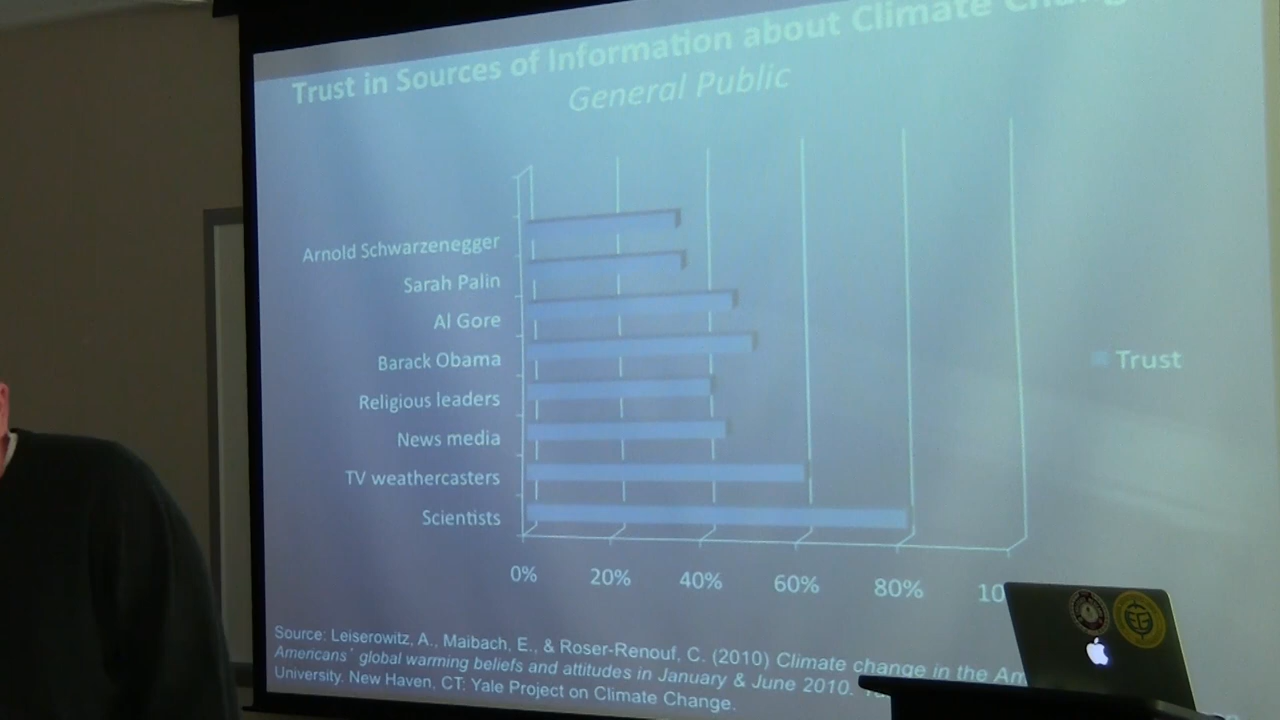 Trust in Sources of Information about Climate
General Public
Arnold Schwarzenegger
Sarah Palin
Al Gore
Barack Obama
Religious leaders
News media
TV weathercasters
Scientists
Trust
0% 20% 40% 60% 80% 10
Source: Leiserowitz, A., Maibach, E., & Roser-Renouf, C. (2010) Climate change in the Am
Americans' global warming beliefs and attitudes in January & June 2010.
University. New Haven, CT: Yale Project on Climate Change.